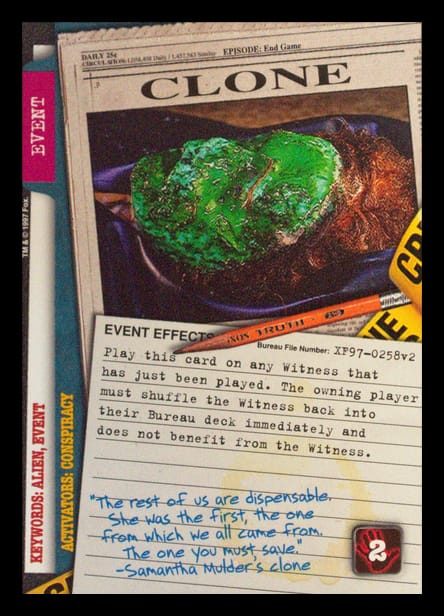 DAILY 25¢
EPISODE: End Game
CLONE
EVENT
TM & © 1997 Fox.
TRUTH
EVENT EFFECTS
Bureau File Number: XF97-0258v2
Play this card on any Witness that
has just been played. The owning player
must shuffle the Witness back into
their Bureau deck immediately and
does not benefit from the Witness.
KEYWORDS: ALIEN, EVENT
ACTIVATORS: CONSPIRACY
"The rest of us are dispensable.
She was the first, the one
from which we all came from.
The one you must save."
-Samantha Mulder's clone
2